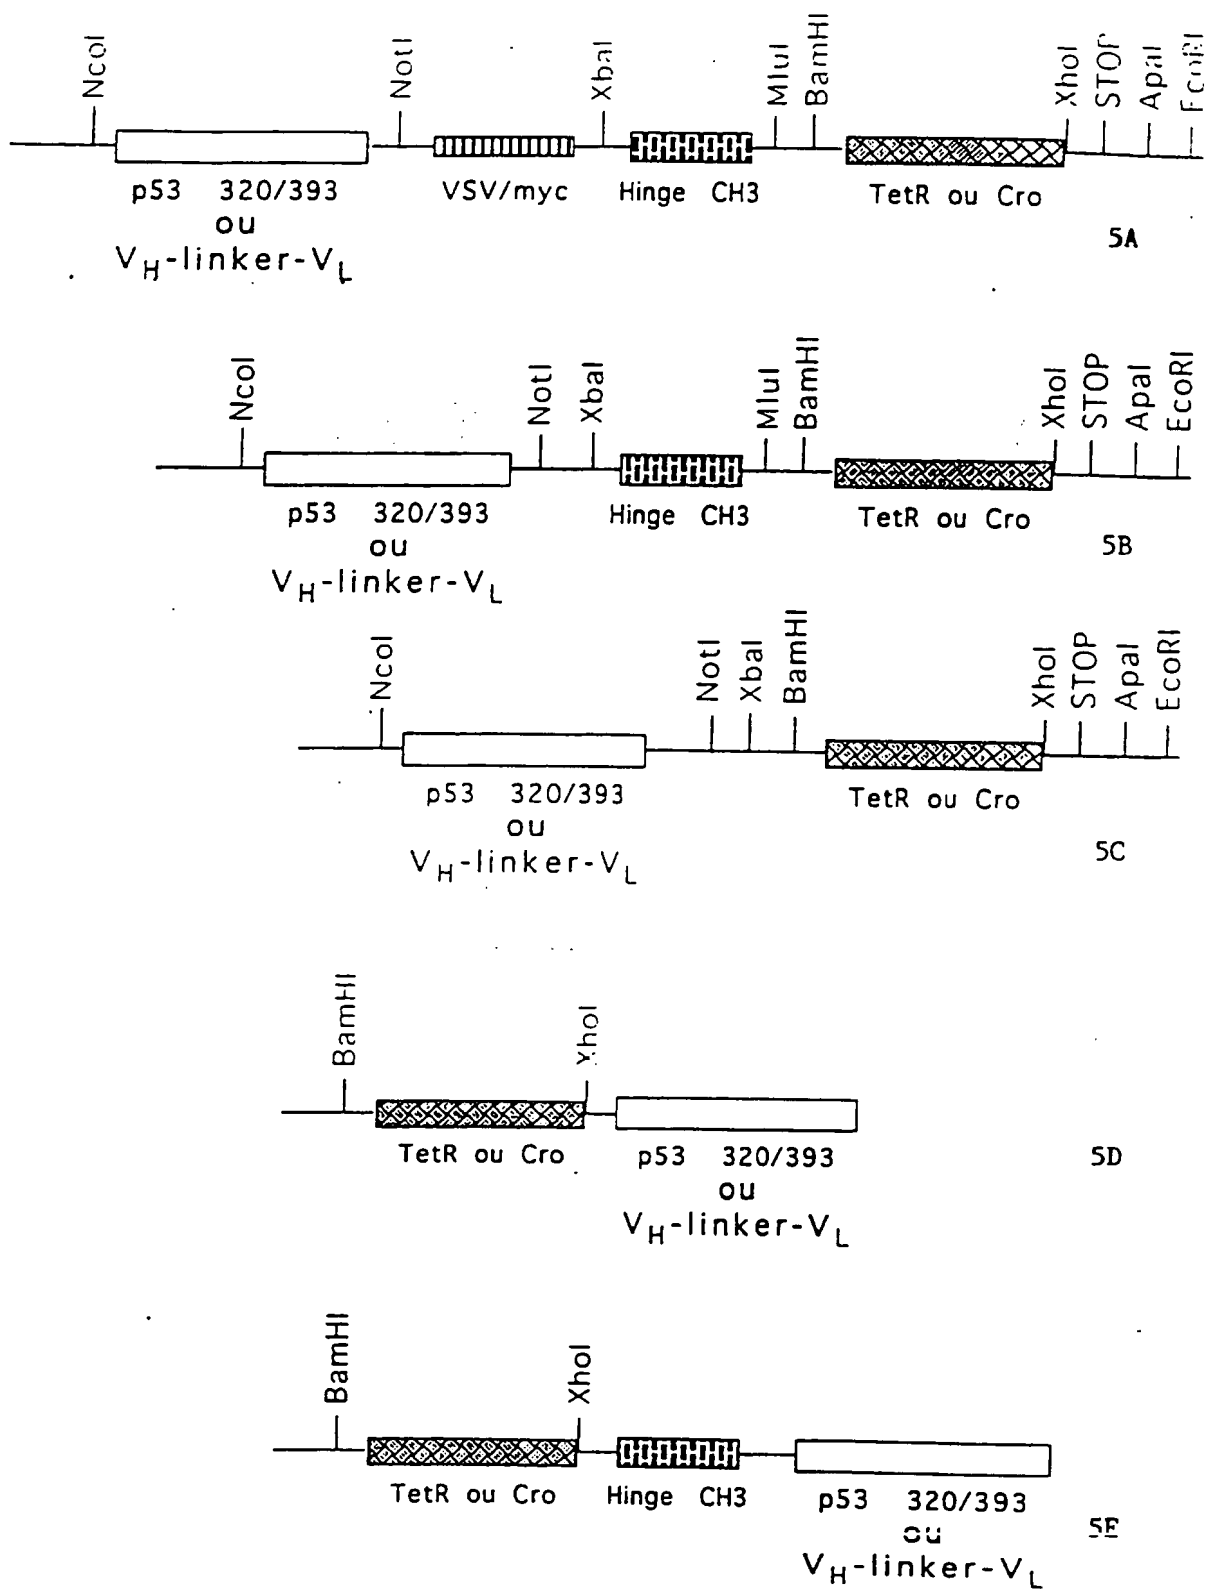 NcoI NotI XbaI MluI BamHI XhoI STOP ApaI EcoRI
p53 320/393 VSV/myc Hinge CH3 TetR ou Cro
ou
VH-linker-VL
5A
NcoI NotI XbaI MluI BamHI XhoI STOP ApaI EcoRI
p53 320/393 Hinge CH3 TetR ou Cro
ou
VH-linker-VL
5B
NcoI NotI XbaI BamHI XhoI STOP ApaI EcoRI
p53 320/393 TetR ou Cro
ou
VH-linker-VL
5C
BamHI XhoI
TetR ou Cro p53 320/393
ou
VH-linker-VL
5D
BamHI XhoI
TetR ou Cro Hinge CH3 p53 320/393
ou
VH-linker-VL
5E